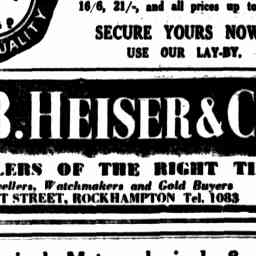 16/6, 21/-, and all prices up to
QUALITY
SECURE YOURS NOW
USE OUR LAY-BY.
B. HEISER & C
LERS OF THE RIGHT TI
ellers, Watchmakers and Gold Buyers
T STREET, ROCKHAMPTON Tel. 1083